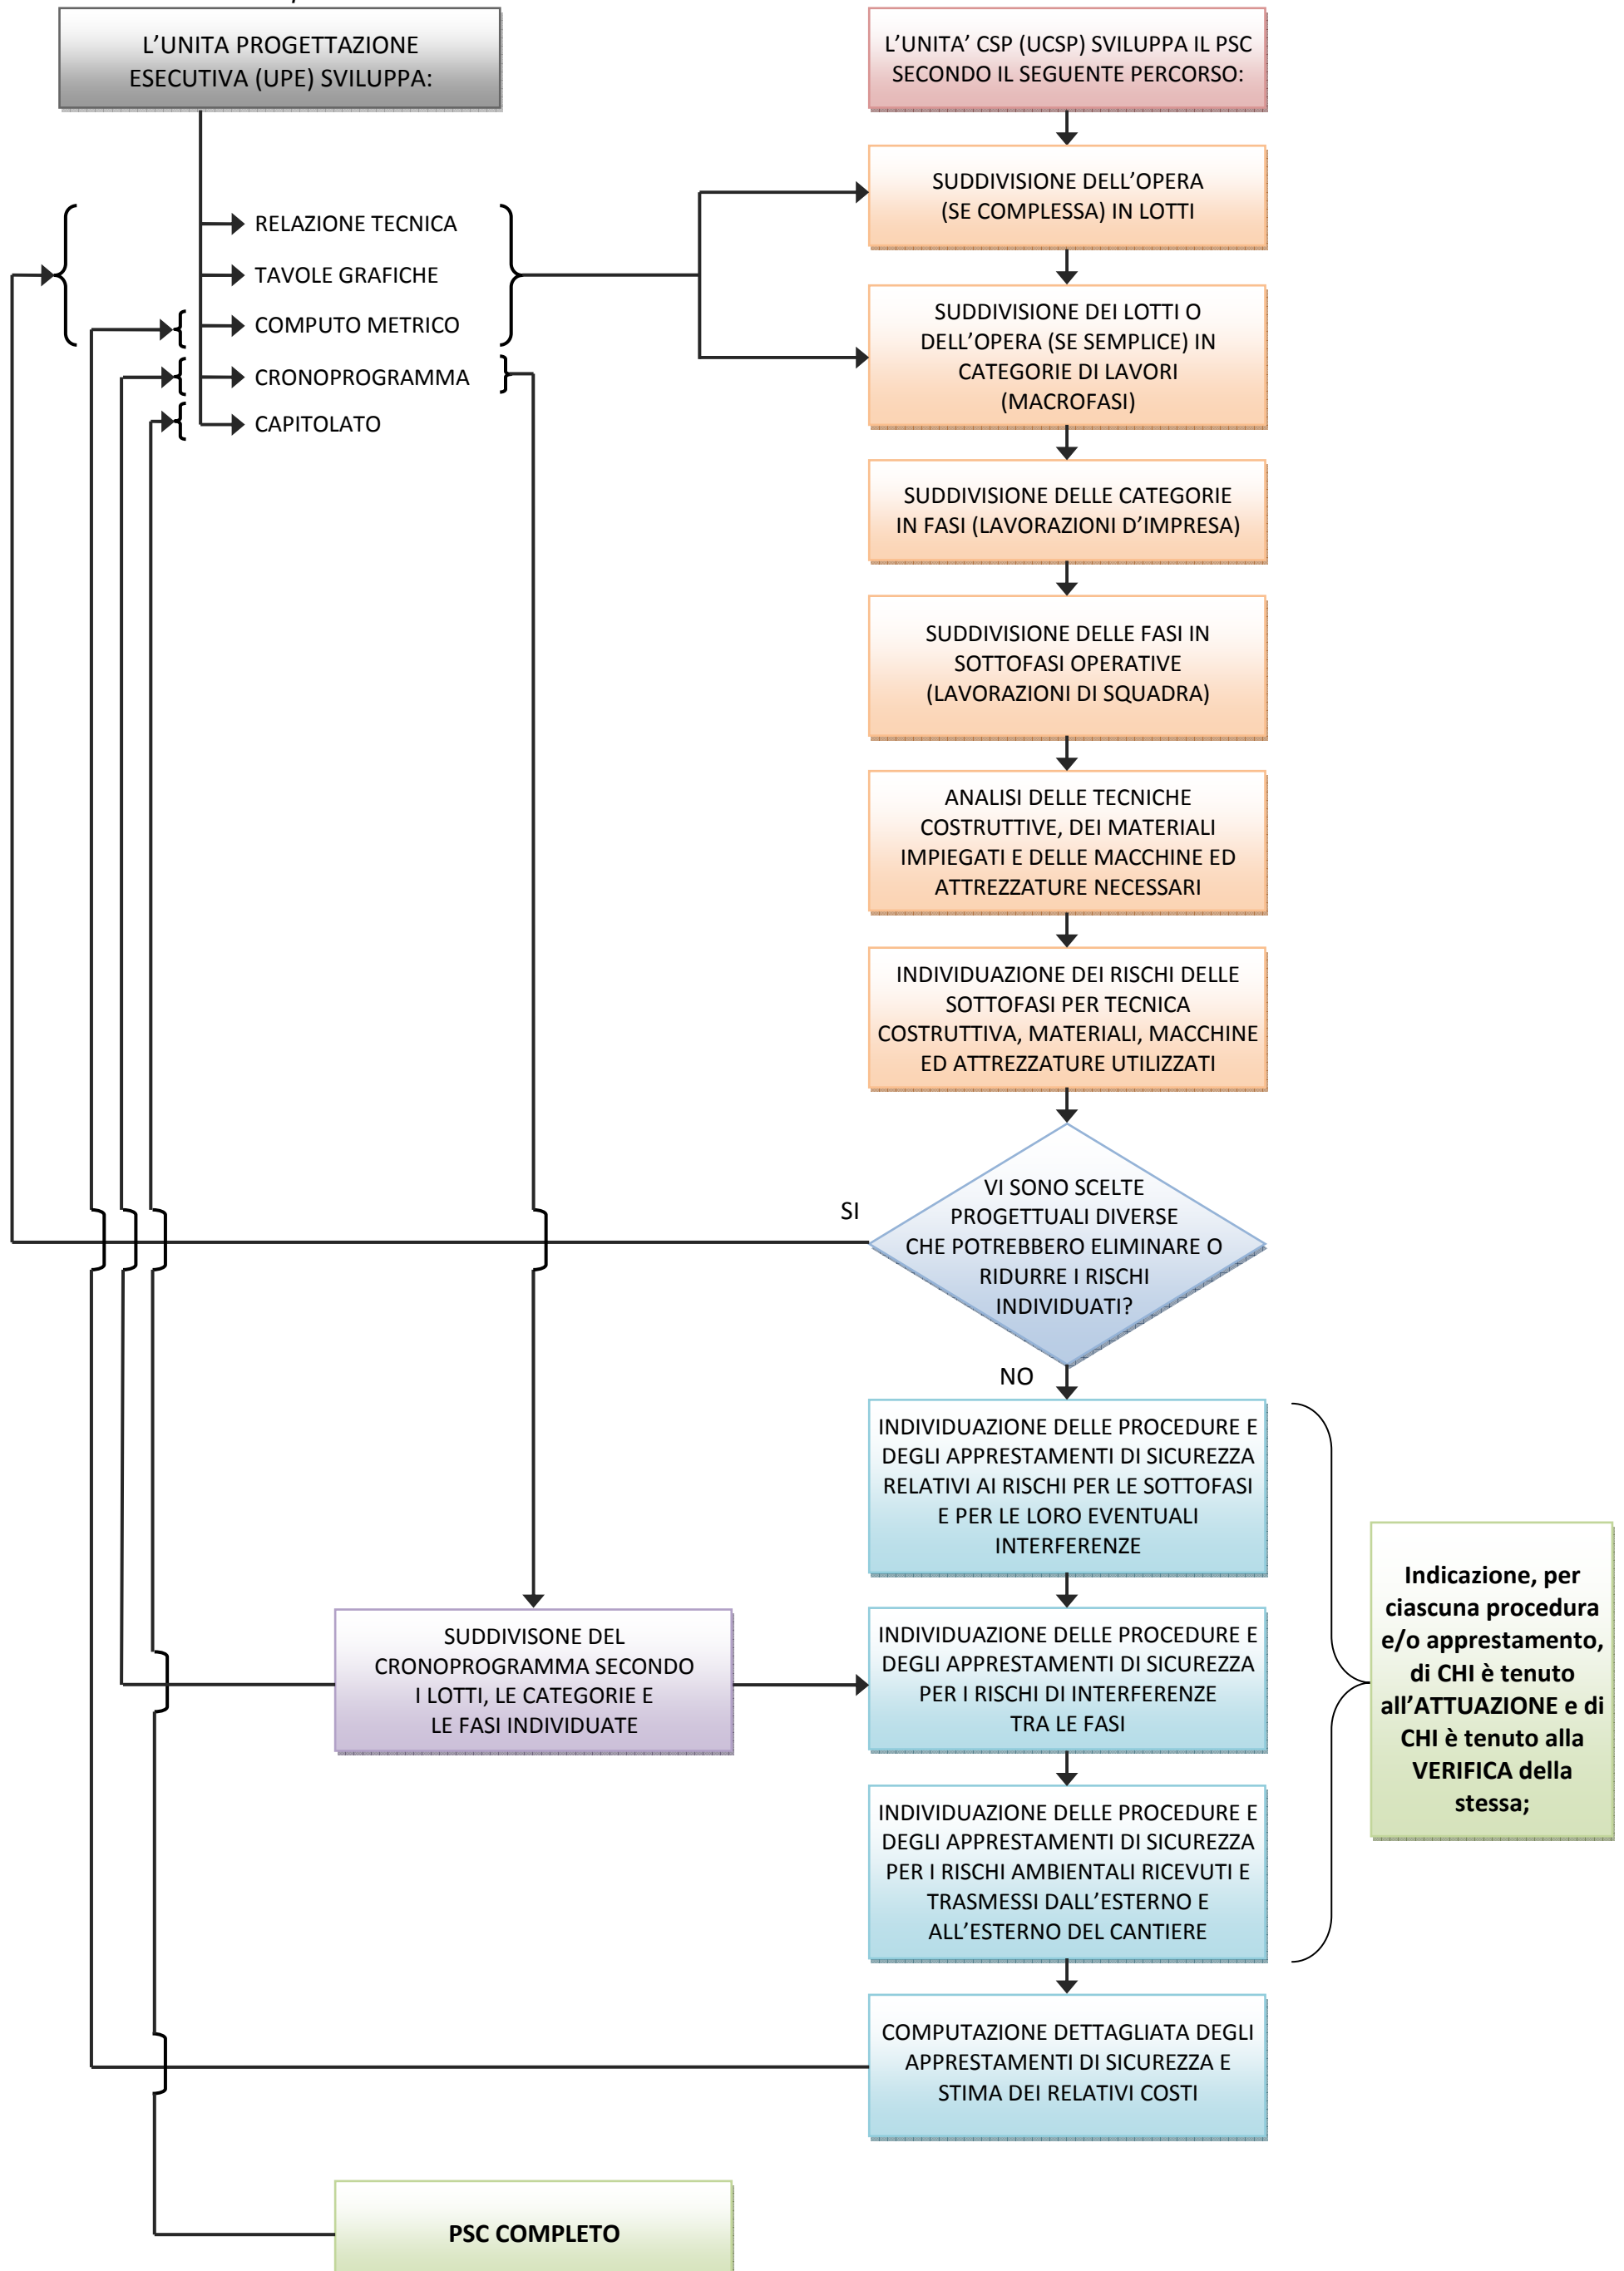 L’UNITA PROGETTAZIONE
ESECUTIVA (UPE) SVILUPPA:
RELAZIONE TECNICA
TAVOLE GRAFICHE
COMPUTO METRICO
CRONOPROGRAMMA
CAPITOLATO
L’UNITA’ CSP (UCSP) SVILUPPA IL PSC
SECONDO IL SEGUENTE PERCORSO:
SUDDIVISIONE DELL’OPERA
(SE COMPLESSA) IN LOTTI
SUDDIVISIONE DEI LOTTI O
DELL’OPERA (SE SEMPLICE) IN
CATEGORIE DI LAVORI
(MACROFASI)
SUDDIVISIONE DELLE CATEGORIE
IN FASI (LAVORAZIONI D’IMPRESA)
SUDDIVISIONE DELLE FASI IN
SOTTOFASI OPERATIVE
(LAVORAZIONI DI SQUADRA)
ANALISI DELLE TECNICHE
COSTRUTTIVE, DEI MATERIALI
IMPIEGATI E DELLE MACCHINE ED
ATTREZZATURE NECESSARI
INDIVIDUAZIONE DEI RISCHI DELLE
SOTTOFASI PER TECNICA
COSTRUTTIVA, MATERIALI, MACCHINE
ED ATTREZZATURE UTILIZZATI
VI SONO SCELTE
PROGETTUALI DIVERSE
CHE POTREBBERO ELIMINARE O
RIDURRE I RISCHI
INDIVIDUATI?
SI
NO
INDIVIDUAZIONE DELLE PROCEDURE E
DEGLI APPRESTAMENTI DI SICUREZZA
RELATIVI AI RISCHI PER LE SOTTOFASI
E PER LE LORO EVENTUALI
INTERFERENZE
SUDDIVISONE DEL
CRONOPROGRAMMA SECONDO
I LOTTI, LE CATEGORIE E
LE FASI INDIVIDUATE
INDIVIDUAZIONE DELLE PROCEDURE E
DEGLI APPRESTAMENTI DI SICUREZZA
PER I RISCHI DI INTERFERENZE
TRA LE FASI
INDIVIDUAZIONE DELLE PROCEDURE E
DEGLI APPRESTAMENTI DI SICUREZZA
PER I RISCHI AMBIENTALI RICEVUTI E
TRASMESSI DALL’ESTERNO E
ALL’ESTERNO DEL CANTIERE
Indicazione, per
ciascuna procedura
e/o apprestamento,
di CHI è tenuto
all’ATTUAZIONE e di
CHI è tenuto alla
VERIFICA della
stessa;
COMPUTAZIONE DETTAGLIATA DEGLI
APPRESTAMENTI DI SICUREZZA E
STIMA DEI RELATIVI COSTI
PSC COMPLETO